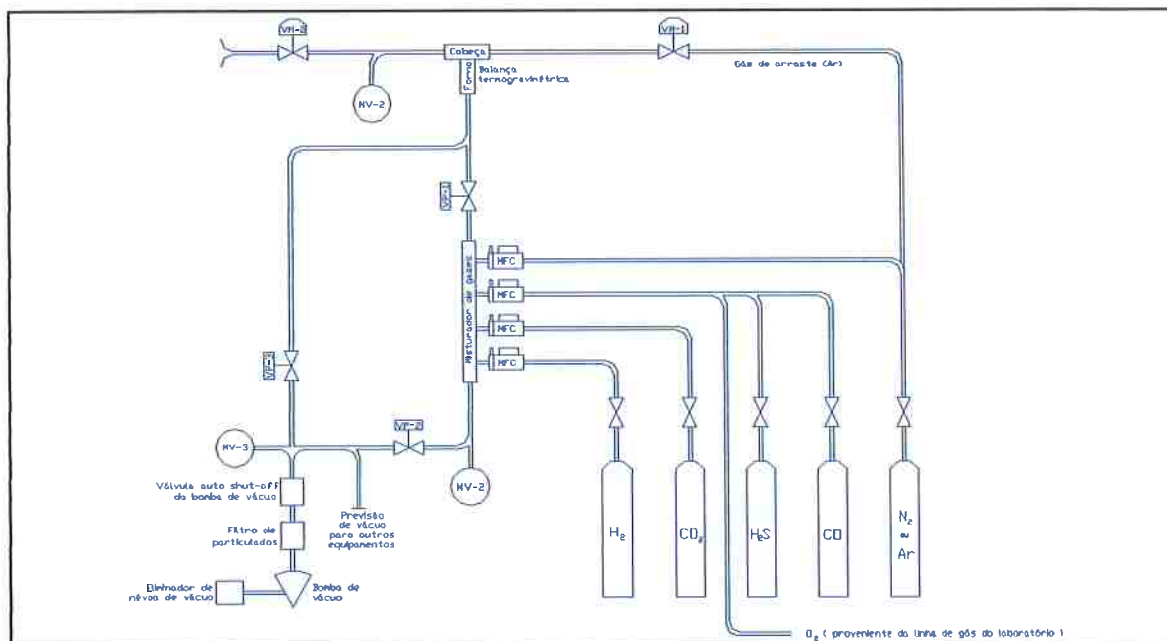 VM-2
VM-1
Cabeça
Forno
Balança
termogravimétrica
Gás de arraste (Ar)
MV-2
VP-1
Misturador de gases
MFC
MFC
MFC
MFC
VP-3
VP-2
MV-3
MV-2
Válvula auto shut-off
da bomba de vácuo
Filtro de
particulados
Previsão
de vácuo
para outros
equipamentos
Eliminador de
névoa de vácuo
Bomba de
vácuo
H2
CO2
H2S
CO
N2
ou
Ar
O2 ( proveniente da linha de gás do laboratório )